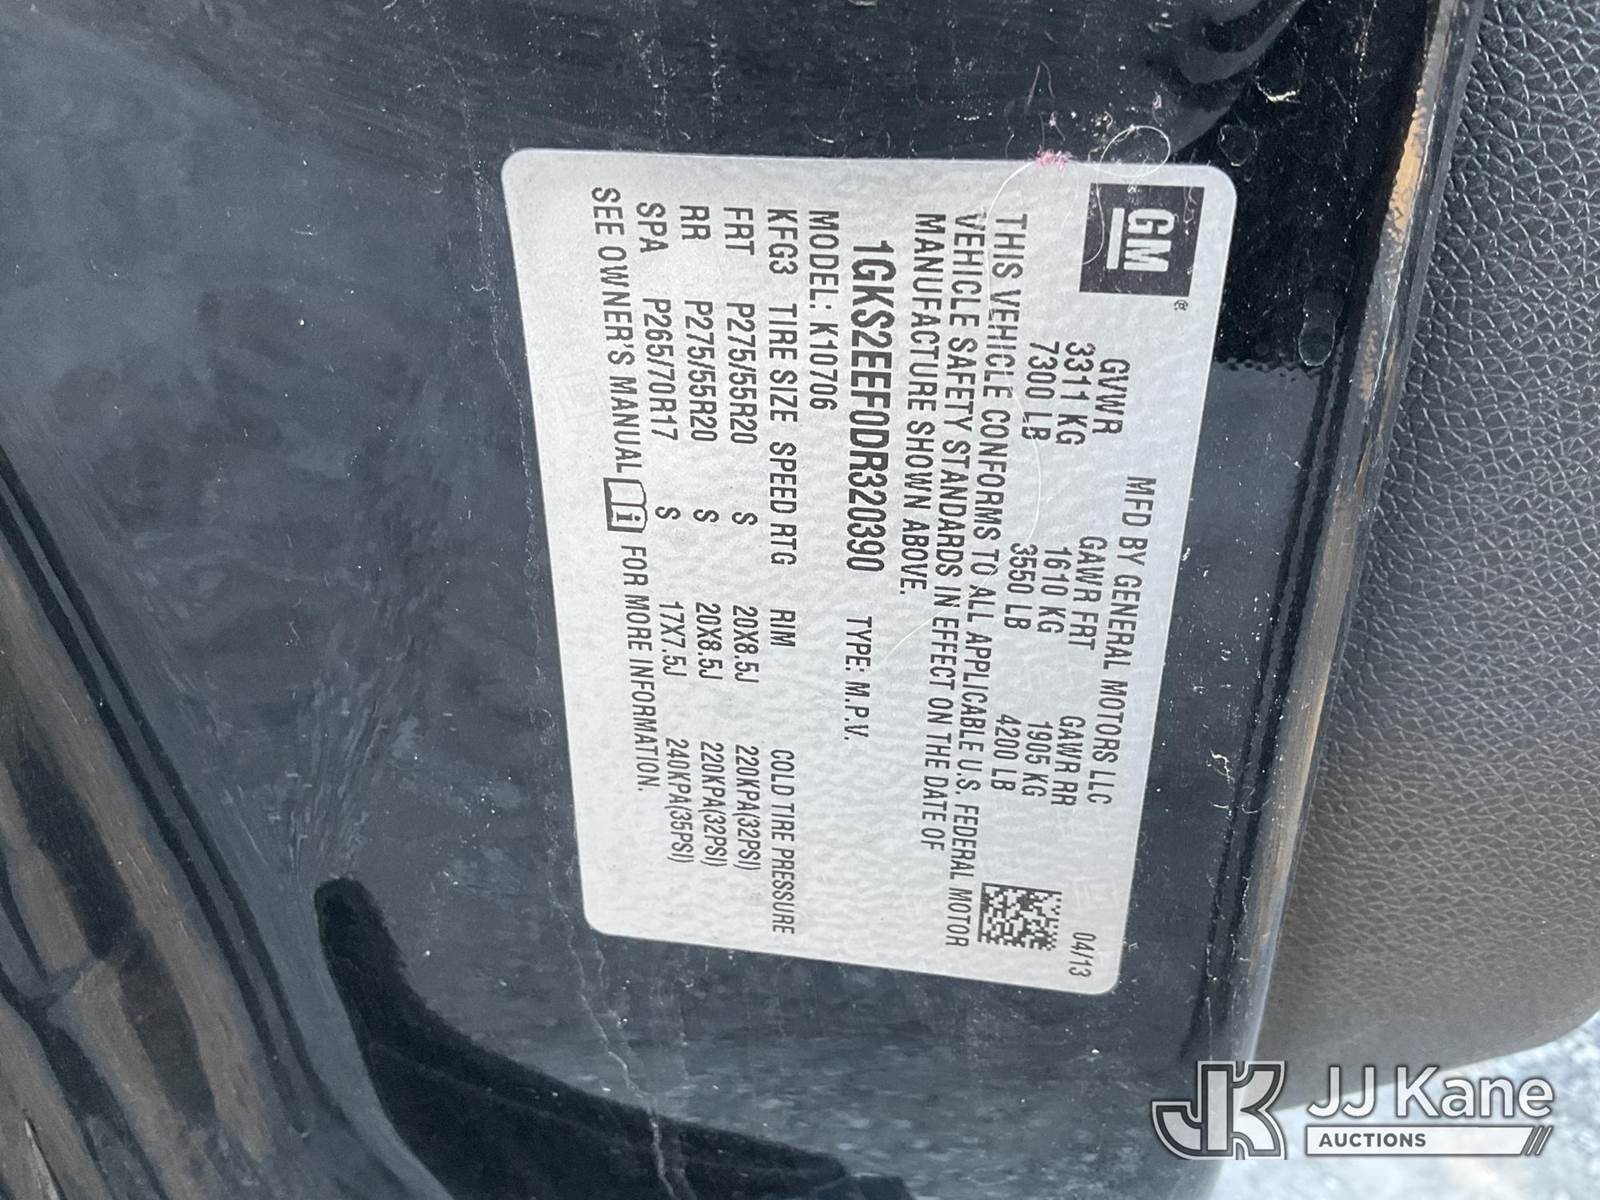 GM®
MFD BY GENERAL MOTORS LLC 04/13
GVWR GAWR FRT GAWR RR
3311 KG 1610 KG 1905 KG
7300 LB 3550 LB 4200 LB
THIS VEHICLE CONFORMS TO ALL APPLICABLE U.S. FEDERAL MOTOR
VEHICLE SAFETY STANDARDS IN EFFECT ON THE DATE OF
MANUFACTURE SHOWN ABOVE.
1GKS2EEF0DR320390 TYPE: M.P.V.
MODEL: K10706
KFG3 TIRE SIZE SPEED RTG RIM COLD TIRE PRESSURE
FRT P275/55R20 S 20X8.5J 220KPA(32PSI)
RR P275/55R20 S 20X8.5J 220KPA(32PSI)
SPA P265/70R17 S 17X7.5J 240KPA(35PSI)
SEE OWNER'S MANUAL i FOR MORE INFORMATION.
JK JJ Kane
AUCTIONS